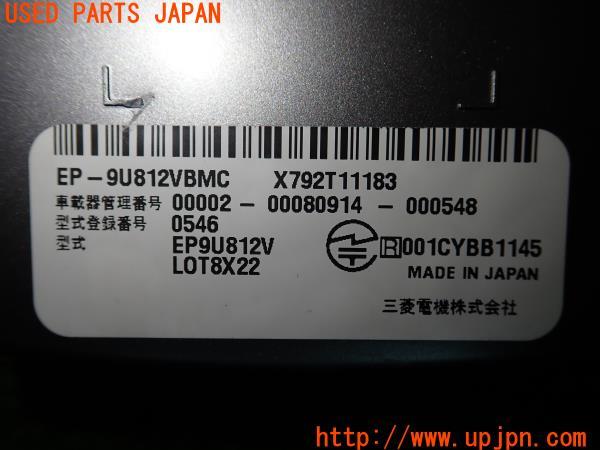 USED PARTS JAPAN
EP-9U812VBMC X792T11183
車載器管理番号 00002-00080914-000548
型式登録番号 0546
型式 EP9U812V
LOT8X22
R 001CYBB1145
MADE IN JAPAN
三菱電機株式会社
http://www.upjpn.com/